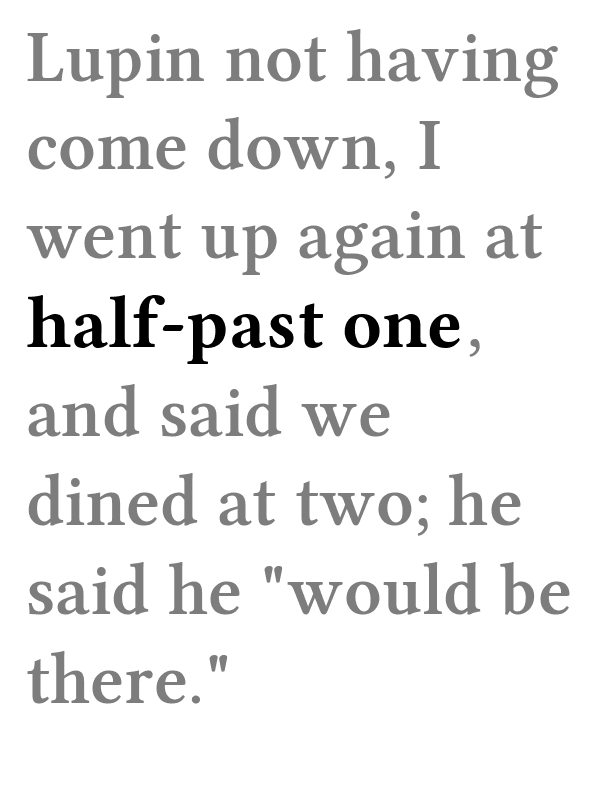 Lupin not having
come down, I
went up again at
half-past one,
and said we
dined at two; he
said he "would be
there."